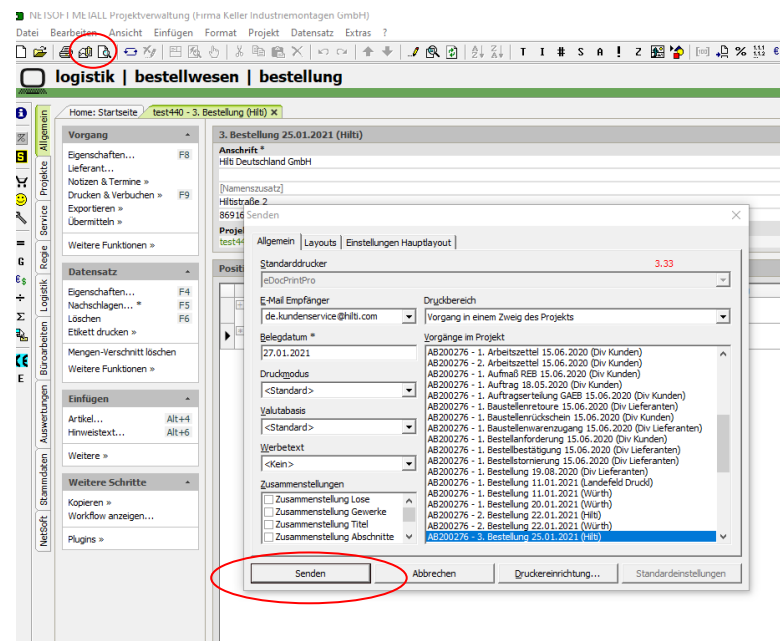 NETSOFT METALL Projektverwaltung (Firma Keller Industriemontagen GmbH)
Datei Bearbeiten Ansicht Einfügen Format Projekt Datensatz Extras ?
logistik | bestellwesen | bestellung
Home: Startseite
test440 - 3. Bestellung (Hilti)
Allgemein
Projekte
Service
Regie
Logistik
Büroarbeiten
Auswertungen
Stammdaten
NetSoft
Vorgang
Eigenschaften... F8
Lieferant...
Notizen & Termine »
Drucken & Verbuchen » F9
Exportieren »
Übermitteln »
Weitere Funktionen »
Datensatz
Eigenschaften... F4
Nachschlagen... * F5
Löschen F6
Etikett drucken »
Mengen-Verschnitt löschen
Weitere Funktionen »
Einfügen
Artikel... Alt+4
Hinweistext... Alt+6
Weitere »
Weitere Schritte
Kopieren »
Workflow anzeigen...
Plugins »
3. Bestellung 25.01.2021 (Hilti)
Anschrift *
Hilti Deutschland GmbH
[Namenszusatz]
Hiltistraße 2
86916
Projek
test44
Positi
Senden
Allgemein Layouts Einstellungen Hauptlayout
Standarddrucker 3.33
eDocPrintPro
E-Mail Empfänger
de.kundenservice@hilti.com
Belegdatum *
27.01.2021
Druckmodus
<Standard>
Valutabasis
<Standard>
Werbetext
<Kein>
Zusammenstellungen
Zusammenstellung Lose
Zusammenstellung Gewerke
Zusammenstellung Titel
Zusammenstellung Abschnitte
Druckbereich
Vorgang in einem Zweig des Projekts
Vorgänge im Projekt
AB200276 - 1. Arbeitszettel 15.06.2020 (Div Kunden)
AB200276 - 2. Arbeitszettel 15.06.2020 (Div Kunden)
AB200276 - 1. Aufmaß REB 15.06.2020 (Div Kunden)
AB200276 - 1. Auftrag 18.05.2020 (Div Kunden)
AB200276 - 1. Auftragserteilung GAEB 15.06.2020 (Div Kunden)
AB200276 - 1. Baustellenretoure 15.06.2020 (Div Lieferanten)
AB200276 - 1. Baustellenrückschein 15.06.2020 (Div Kunden)
AB200276 - 1. Baustellenwarenzugang 15.06.2020 (Div Lieferanten)
AB200276 - 1. Bestellanforderung 15.06.2020 (Div Kunden)
AB200276 - 1. Bestellbestätigung 15.06.2020 (Div Lieferanten)
AB200276 - 1. Bestellstornierung 15.06.2020 (Div Lieferanten)
AB200276 - 1. Bestellung 19.08.2020 (Div Lieferanten)
AB200276 - 1. Bestellung 11.01.2021 (Landefeld Druckl)
AB200276 - 1. Bestellung 11.01.2021 (Würth)
AB200276 - 1. Bestellung 20.01.2021 (Würth)
AB200276 - 2. Bestellung 22.01.2021 (Hilti)
AB200276 - 2. Bestellung 22.01.2021 (Würth)
AB200276 - 3. Bestellung 25.01.2021 (Hilti)
Senden Abbrechen Druckereinrichtung... Standardeinstellungen